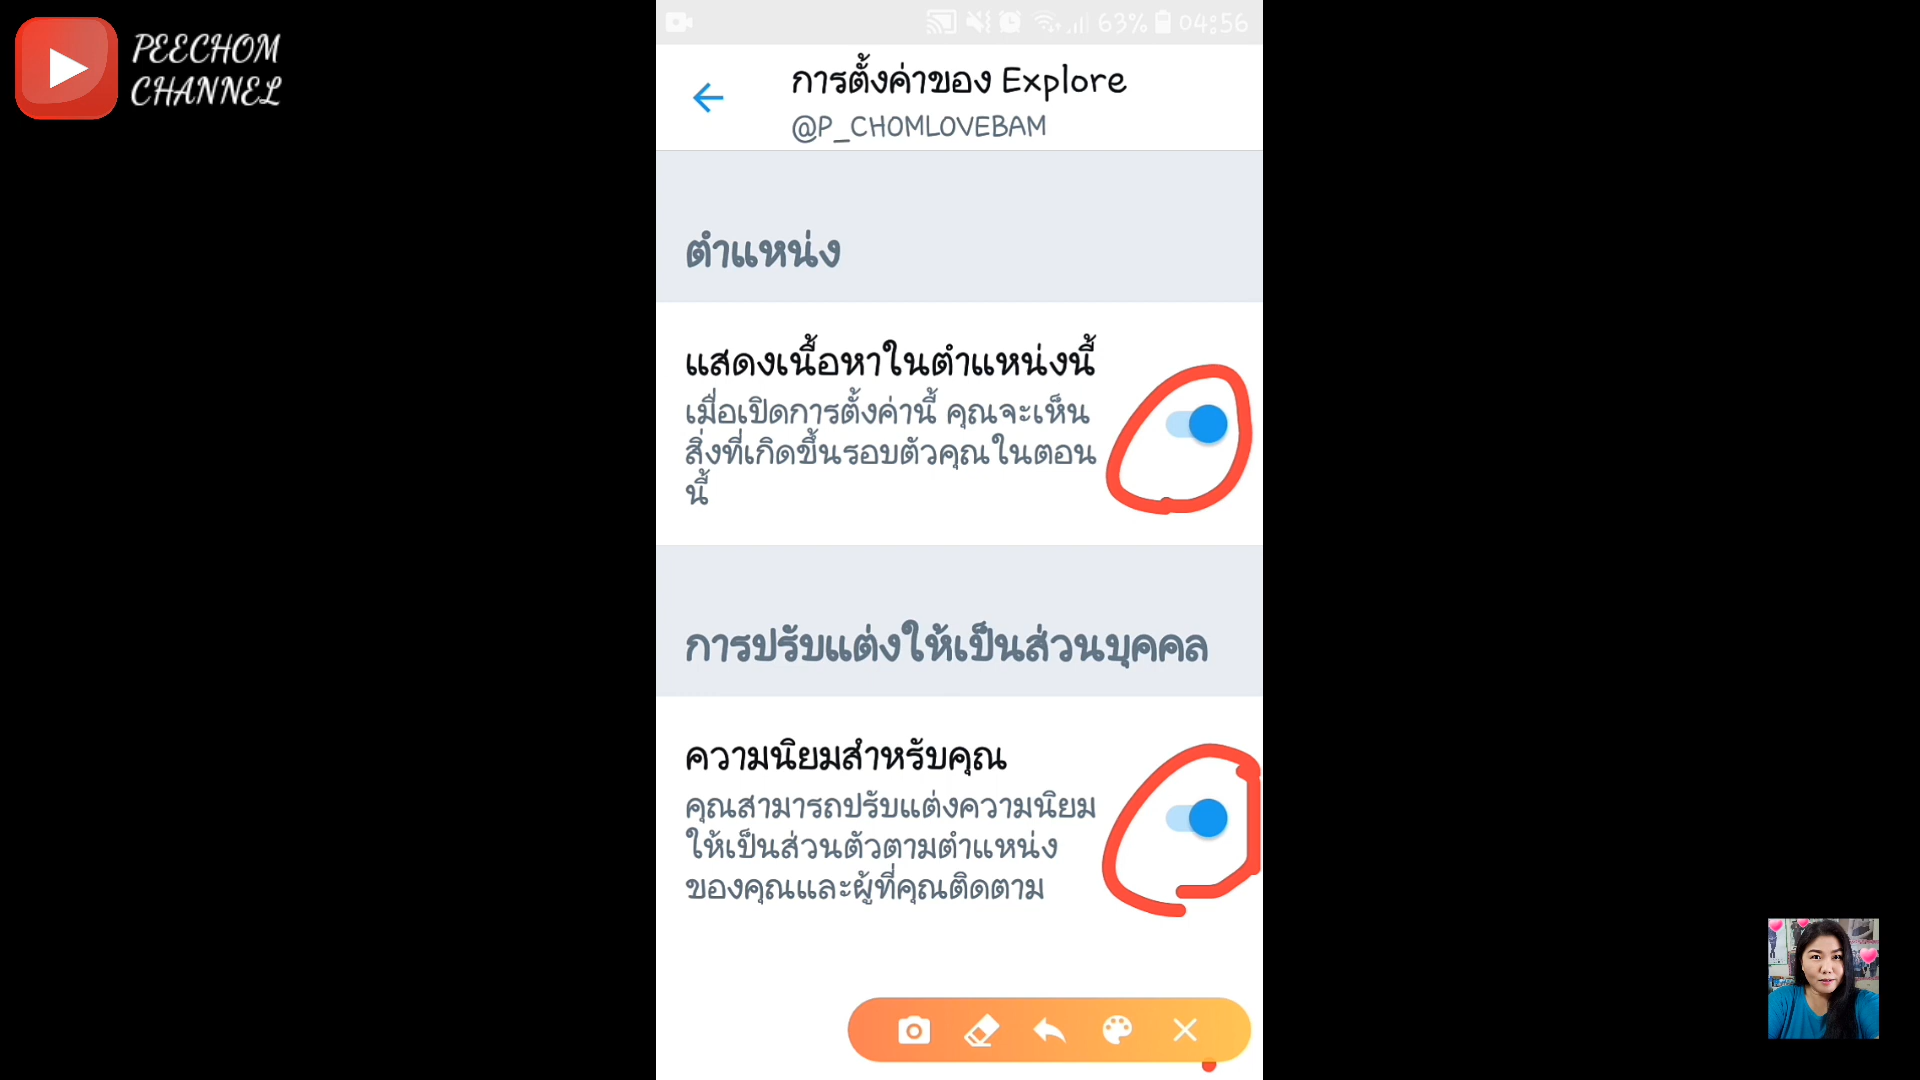 PEECHOM
CHANNEL
63% 04:56
การตั้งค่าของ Explore
@P_CHOMLOVEBAM
ตำแหน่ง
แสดงเนื้อหาในตำแหน่งนี้
เมื่อเปิดการตั้งค่านี้ คุณจะเห็น
สิ่งที่เกิดขึ้นรอบตัวคุณในตอน
นี้
การปรับแต่งให้เป็นส่วนบุคคล
ความนิยมสำหรับคุณ
คุณสามารถปรับแต่งความนิยม
ให้เป็นส่วนตัวตามตำแหน่ง
ของคุณและผู้ที่คุณติดตาม